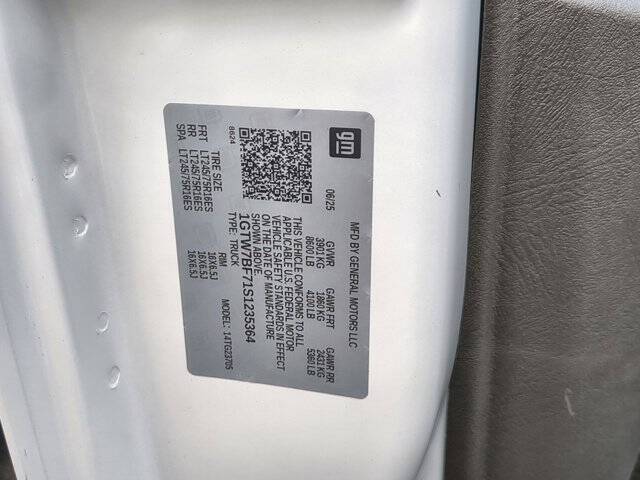 gm
MFD BY GENERAL MOTORS LLC
06/25 GVWR GAWR FRT GAWR RR
3901 KG 1860 KG 2431 KG
8600 LB 4100 LB 5360 LB
THIS VEHICLE CONFORMS TO ALL
APPLICABLE U.S. FEDERAL MOTOR
VEHICLE SAFETY STANDARDS IN EFFECT
ON THE DATE OF MANUFACTURE
SHOWN ABOVE.
1GTW7BF71S1235364
8624 TYPE: TRUCK MODEL: 14TG23705
TIRE SIZE RIM
FRT LT245/75R16ES 16X6.5J
RR LT245/75R16ES 16X6.5J
SPA LT245/75R16ES 16X6.5J